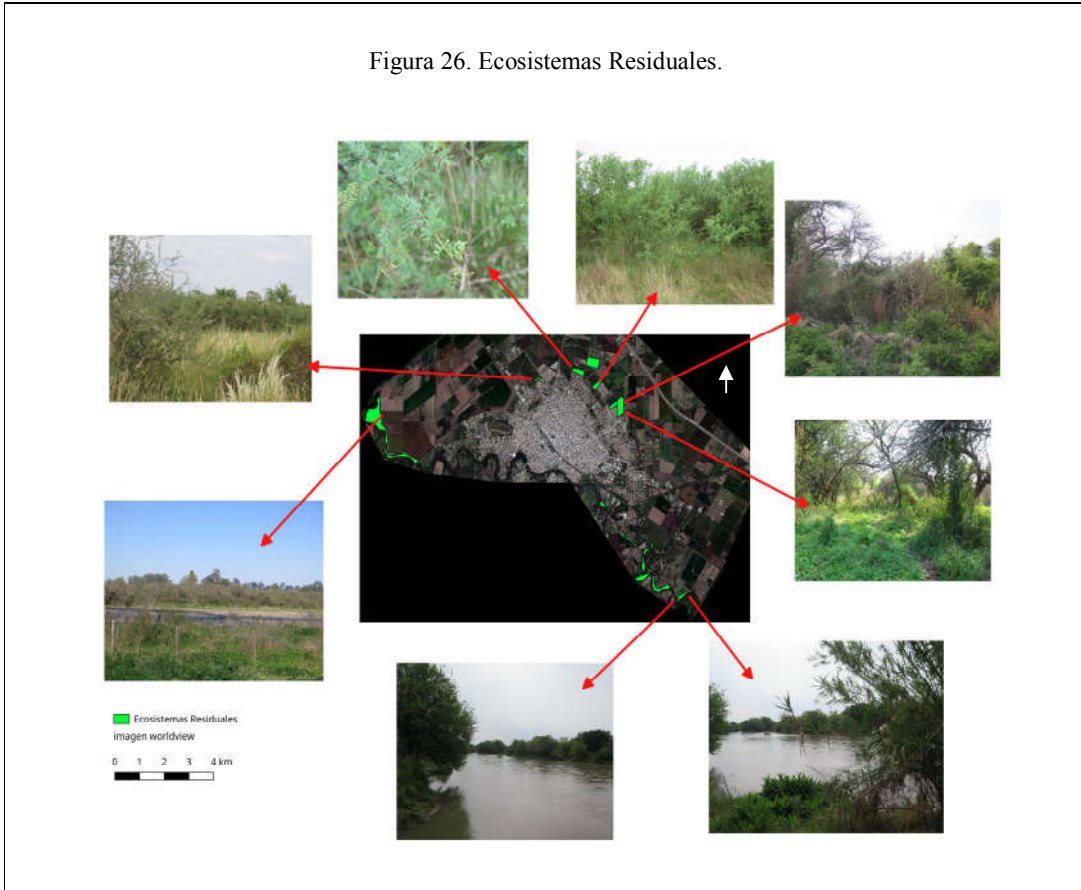 Figura 26. Ecosistemas Residuales.
Ecosistemas Residuales
imagen worldview
0 1 2 3 4 km